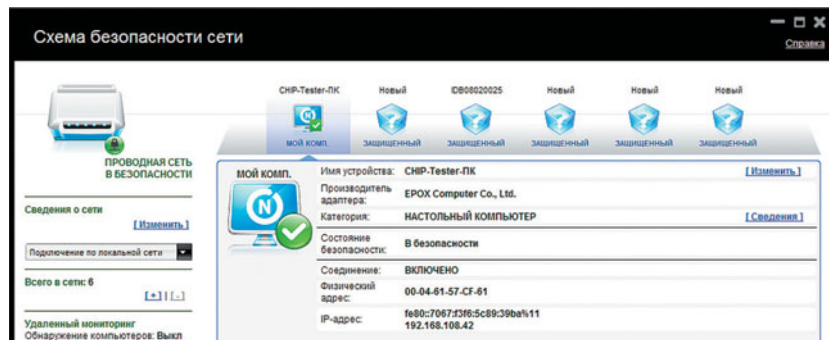 Схема безопасности сети
Справка
CHIP-Tester-ПК
Новый
IDB08020025
Новый
Новый
Новый
МОЙ КОМП.
ЗАЩИЩЕННЫЙ
ЗАЩИЩЕННЫЙ
ЗАЩИЩЕННЫЙ
ЗАЩИЩЕННЫЙ
ЗАЩИЩЕННЫЙ
ПРОВОДНАЯ СЕТЬ
В БЕЗОПАСНОСТИ
Сведения о сети
[ Изменить ]
Подключение по локальной сети
Всего в сети: 6
[ + ] | [ - ]
Удаленный мониторинг
Обнаружение компьютеров: Выкл
МОЙ КОМП.
Имя устройства: CHIP-Tester-ПК [ Изменить ]
Производитель адаптера: EPOX Computer Co., Ltd.
Категория: НАСТОЛЬНЫЙ КОМПЬЮТЕР [ Сведения ]
Состояние безопасности: В безопасности
Соединение: ВКЛЮЧЕНО
Физический адрес: 00-04-61-57-CF-61
IP-адрес: fe80::7067:f3f6:5c89:39ba%11
192.168.108.42